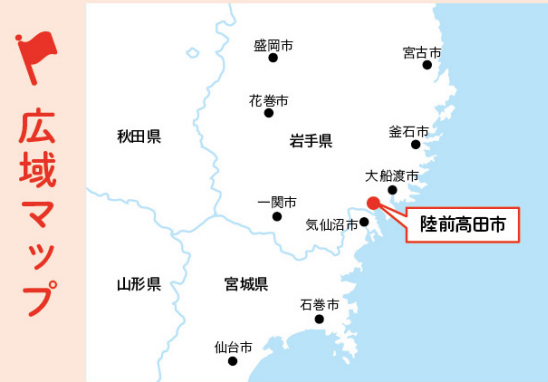 広域マップ
盛岡市
宮古市
花巻市
秋田県
岩手県
釜石市
大船渡市
一関市
気仙沼市
陸前高田市
山形県
宮城県
石巻市
仙台市